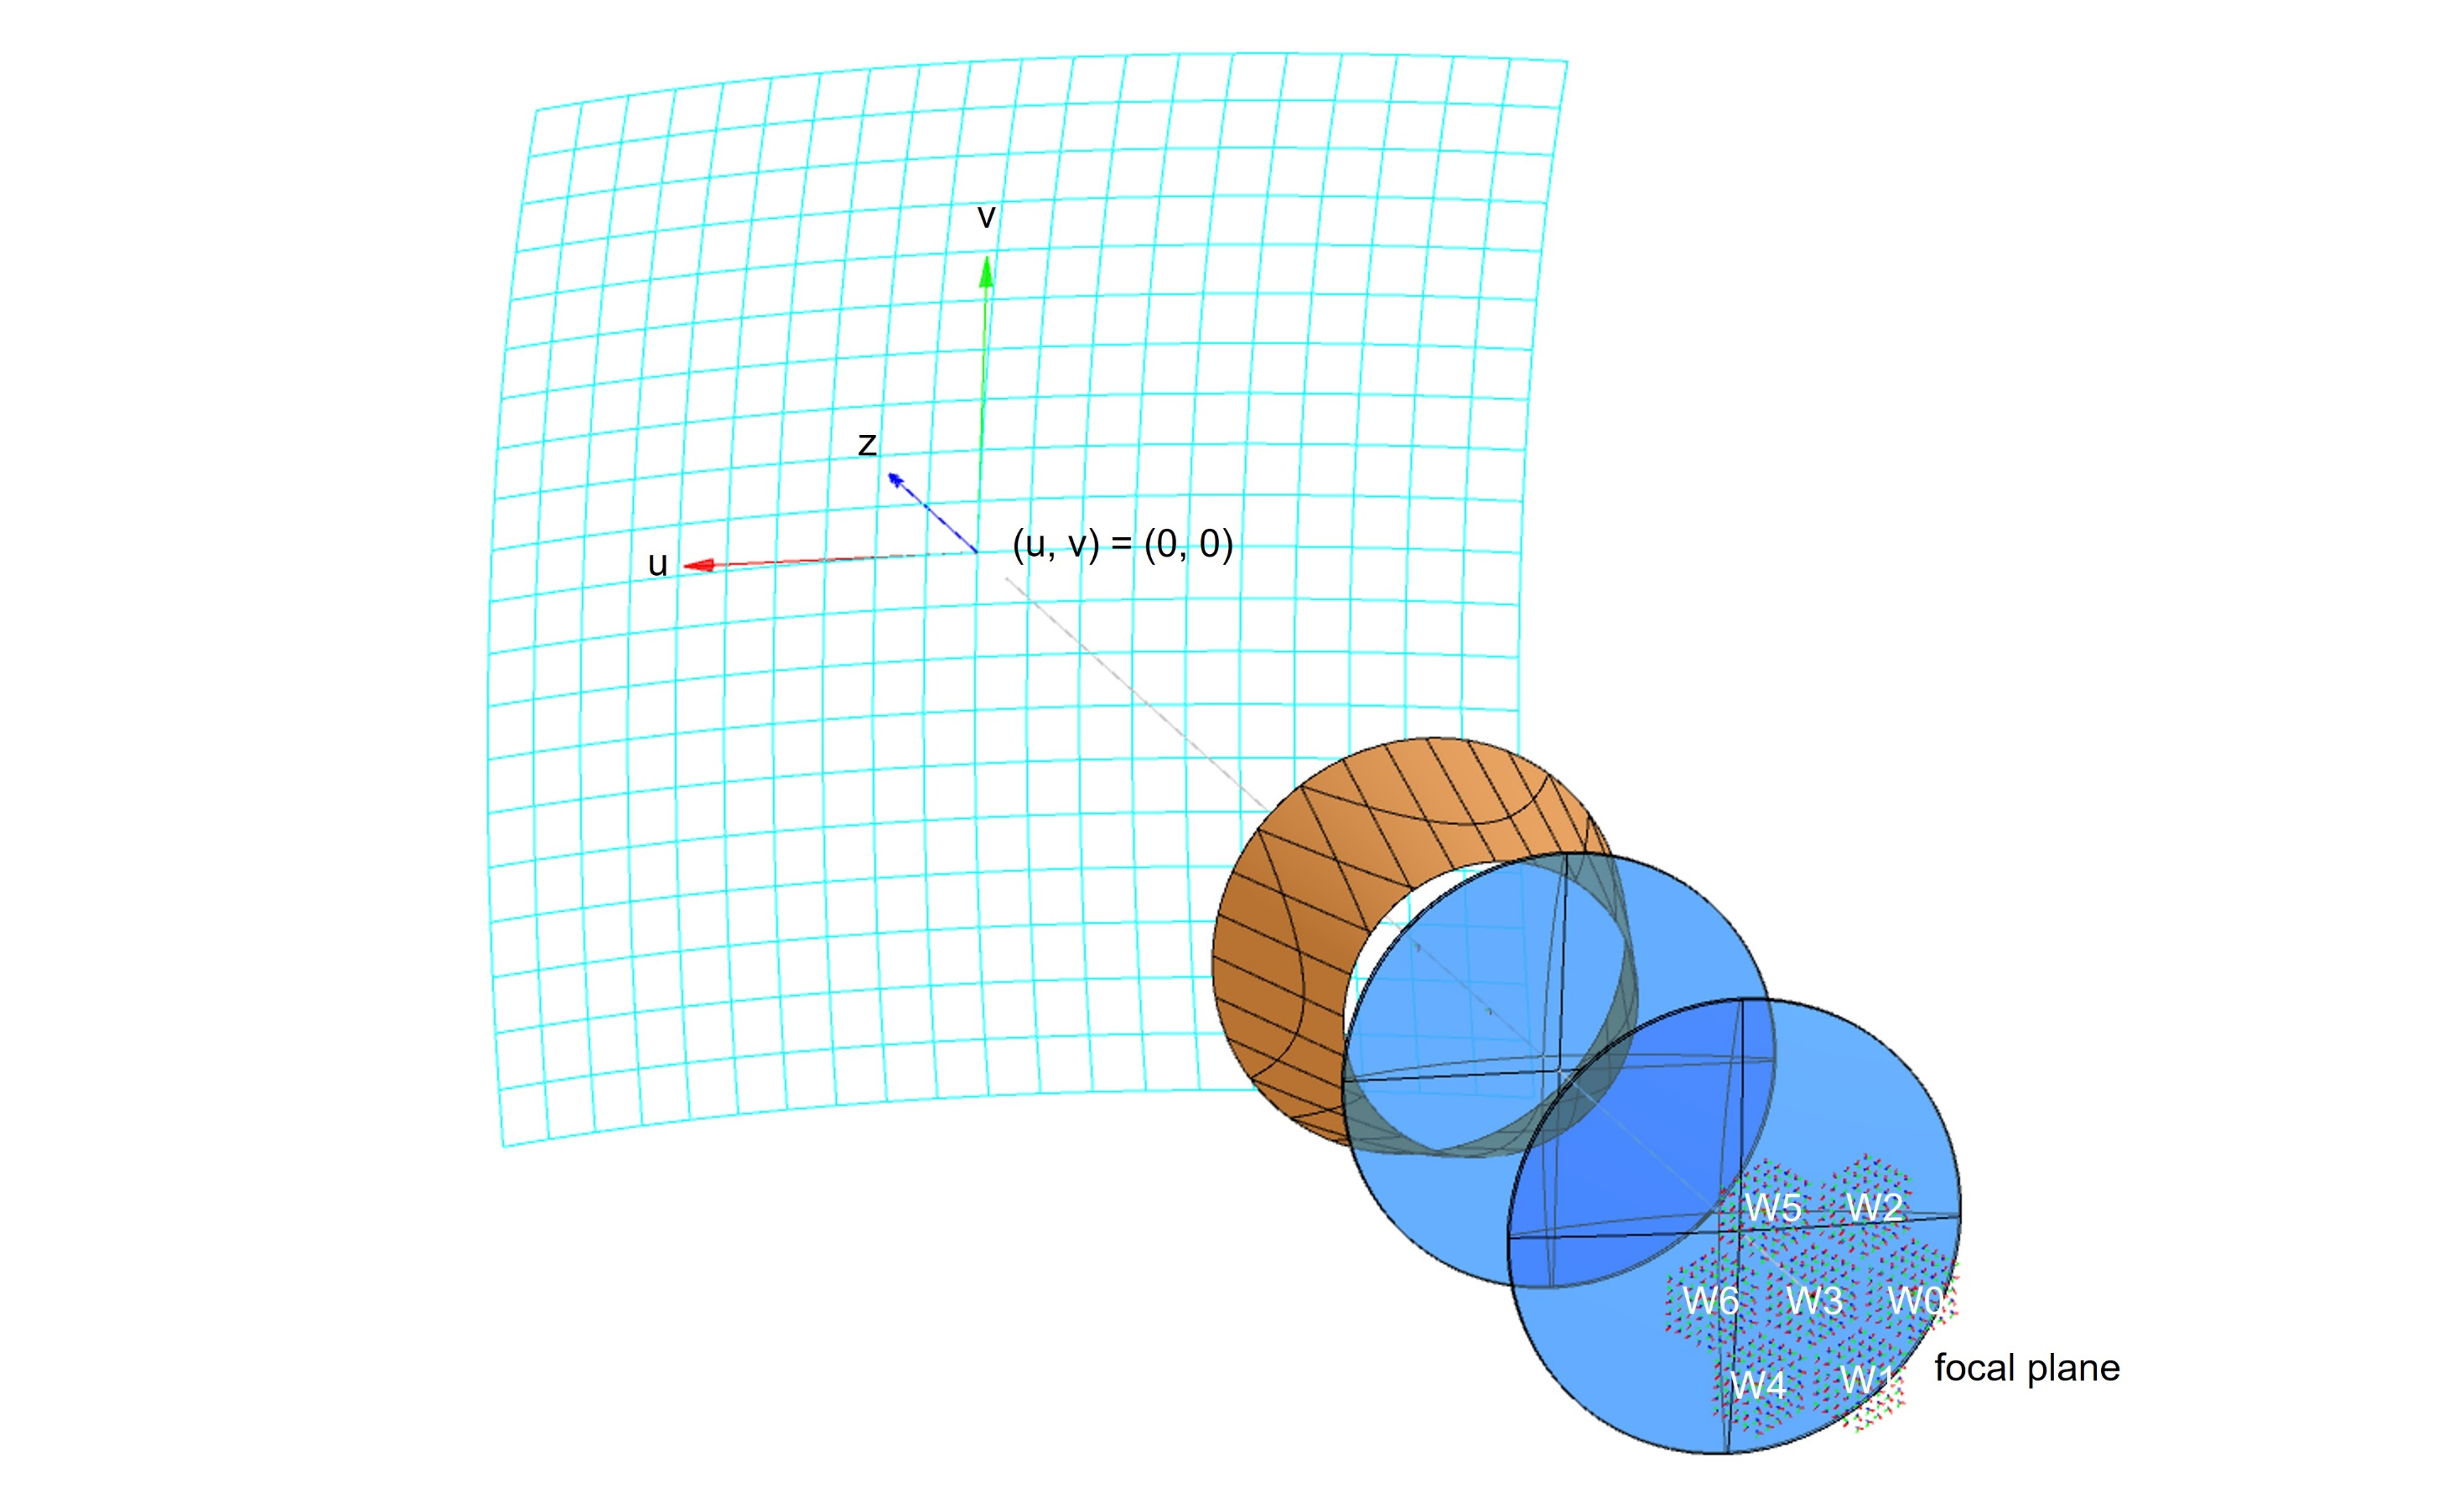 v
z
(u, v) = (0, 0)
u
W5 W2
W6 W3 W0
focal plane
W4 W1